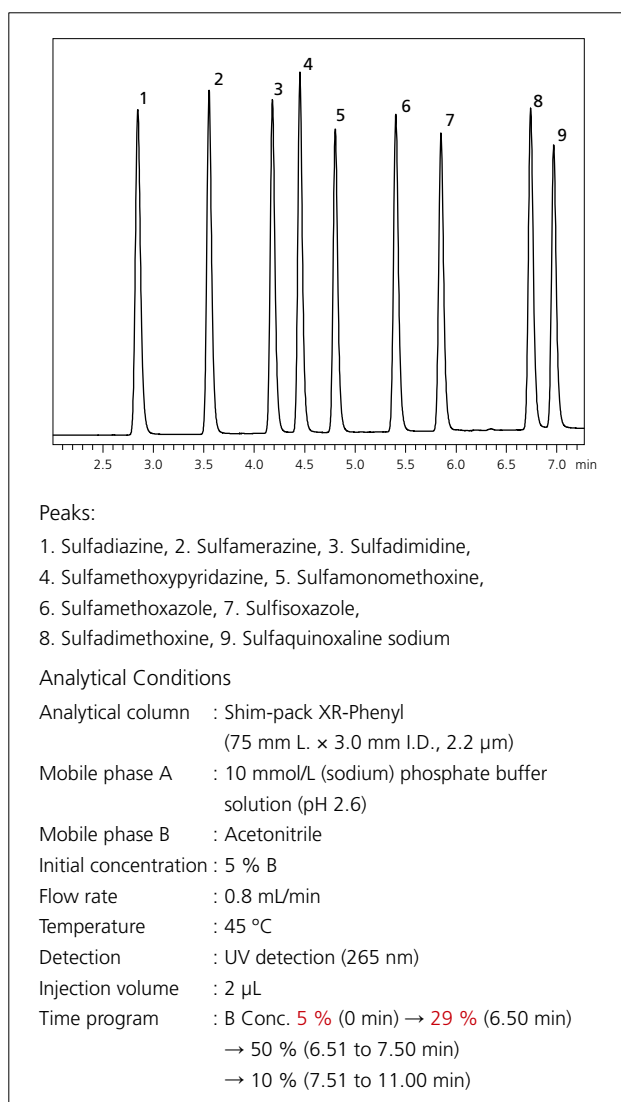 1
2
3
4
5
6
7
8
9
2.5 3.0 3.5 4.0 4.5 5.0 5.5 6.0 6.5 7.0 min
Peaks:
1. Sulfadiazine, 2. Sulfamerazine, 3. Sulfadimidine,
4. Sulfamethoxypyridazine, 5. Sulfamonomethoxine,
6. Sulfamethoxazole, 7. Sulfisoxazole,
8. Sulfadimethoxine, 9. Sulfaquinoxaline sodium
Analytical Conditions
Analytical column : Shim-pack XR-Phenyl
(75 mm L. × 3.0 mm I.D., 2.2 µm)
Mobile phase A : 10 mmol/L (sodium) phosphate buffer
solution (pH 2.6)
Mobile phase B : Acetonitrile
Initial concentration : 5 % B
Flow rate : 0.8 mL/min
Temperature : 45 ºC
Detection : UV detection (265 nm)
Injection volume : 2 µL
Time program : B Conc. 5 % (0 min) → 29 % (6.50 min)
→ 50 % (6.51 to 7.50 min)
→ 10 % (7.51 to 11.00 min)